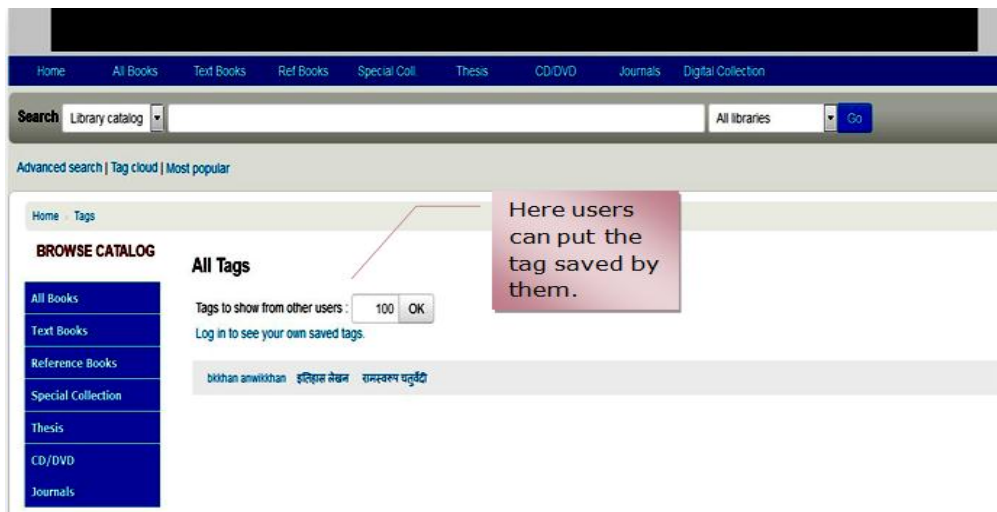 Home All Books Text Books Ref Books Special Coll. Thesis CD/DVD Journals Digital Collection
Search Library catalog All libraries Go
Advanced search | Tag cloud | Most popular
Home Tags
BROWSE CATALOG
All Books
Text Books
Reference Books
Special Collection
Thesis
CD/DVD
Journals
All Tags
Tags to show from other users : 100 OK
Log in to see your own saved tags.
bkkhan anwikkhan इतिहास लेखन रामस्वरूप चतुर्वेदी
Here users
can put the
tag saved by
them.